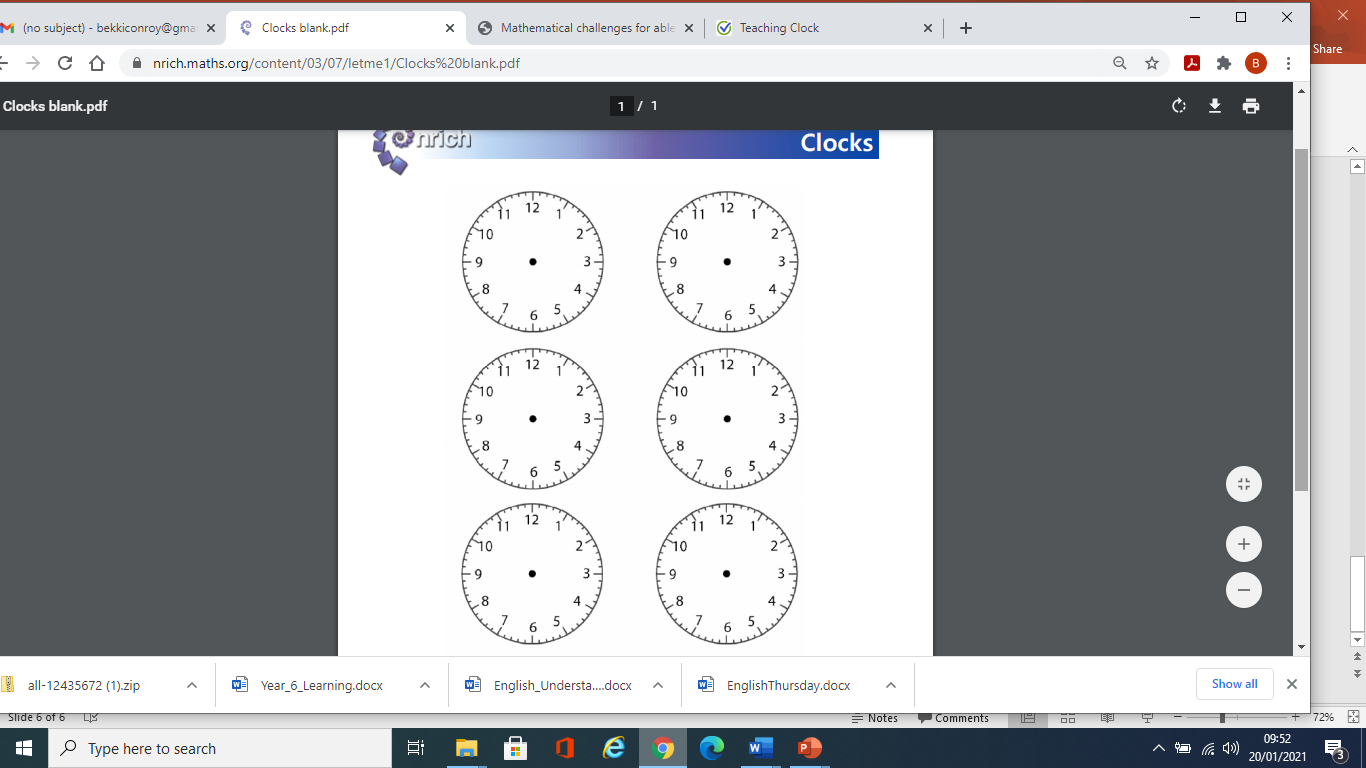 (no subject) - bekkiconroy@gma
Clocks blank.pdf
Mathematical challenges for able
Teaching Clock
Share
nrich.maths.org/content/03/07/letme1/Clocks%20blank.pdf
B
Clocks blank.pdf
1 / 1
nrich
Clocks
12 1 2 3 4 5 6 7 8 9 10 11
12 1 2 3 4 5 6 7 8 9 10 11
12 1 2 3 4 5 6 7 8 9 10 11
12 1 2 3 4 5 6 7 8 9 10 11
12 1 2 3 4 5 6 7 8 9 10 11
12 1 2 3 4 5 6 7 8 9 10 11
all-12435672 (1).zip
Year_6_Learning.docx
English_Understa....docx
EnglishThursday.docx
Show all
Slide 6 of 6
Notes
Comments
72%
Type here to search
09:52
20/01/2021
3